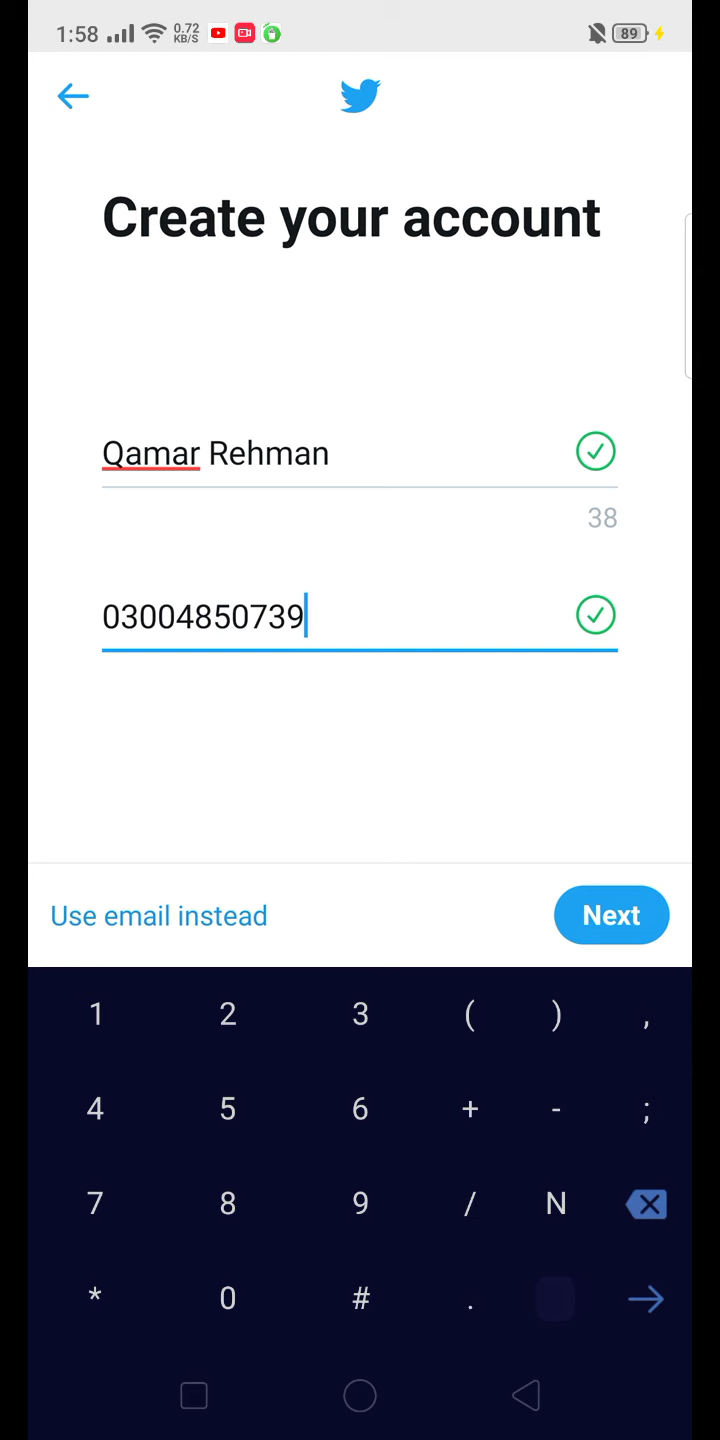 1:58 0.72 KB/S 89
Create your account
Qamar Rehman
38
03004850739
Use email instead Next
1 2 3 ( ) ,
4 5 6 + - ;
7 8 9 / N
* 0 # .